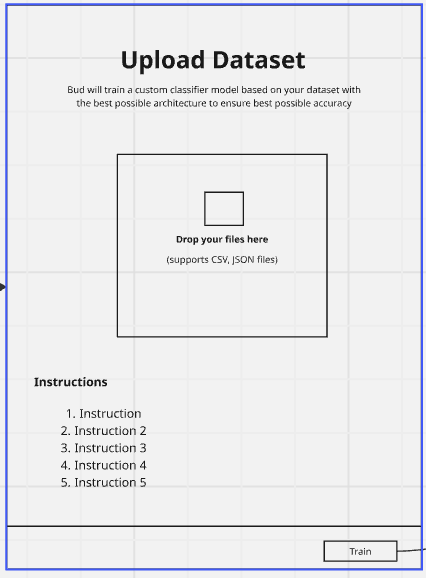 Upload Dataset
Bud will train a custom classifier model based on your dataset with
the best possible architecture to ensure best possible accuracy
Drop your files here
(supports CSV, JSON files)
Instructions
1. Instruction
2. Instruction 2
3. Instruction 3
4. Instruction 4
5. Instruction 5
Train